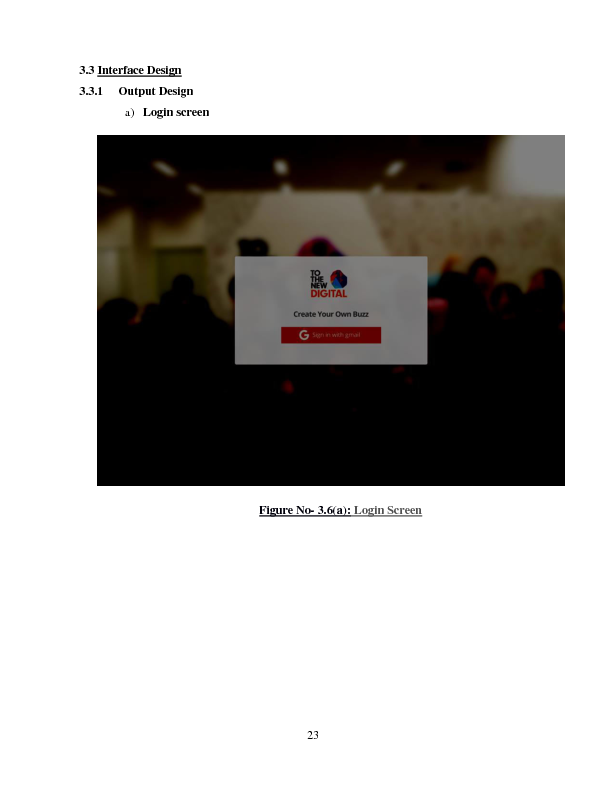 3.3 Interface Design
3.3.1 Output Design
a) Login screen
TO
THE
NEW
DIGITAL
Create Your Own Buzz
G Sign in with gmail
Figure No- 3.6(a): Login Screen
23